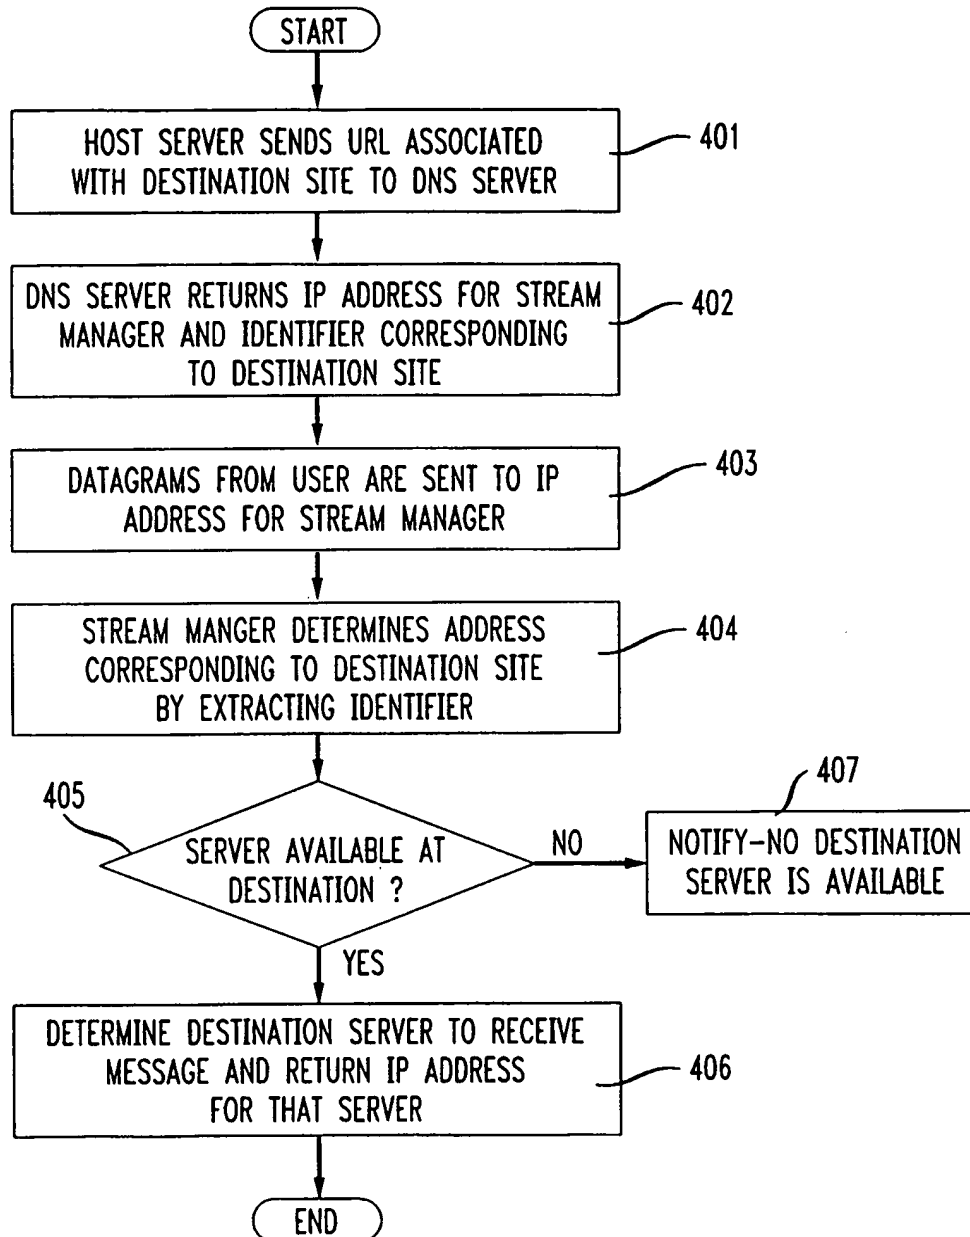 START
HOST SERVER SENDS URL ASSOCIATED
WITH DESTINATION SITE TO DNS SERVER
401
DNS SERVER RETURNS IP ADDRESS FOR STREAM
MANAGER AND IDENTIFIER CORRESPONDING
TO DESTINATION SITE
402
DATAGRAMS FROM USER ARE SENT TO IP
ADDRESS FOR STREAM MANAGER
403
STREAM MANGER DETERMINES ADDRESS
CORRESPONDING TO DESTINATION SITE
BY EXTRACTING IDENTIFIER
404
405
SERVER AVAILABLE AT
DESTINATION ?
NO
407
NOTIFY-NO DESTINATION
SERVER IS AVAILABLE
YES
DETERMINE DESTINATION SERVER TO RECEIVE
MESSAGE AND RETURN IP ADDRESS
FOR THAT SERVER
406
END